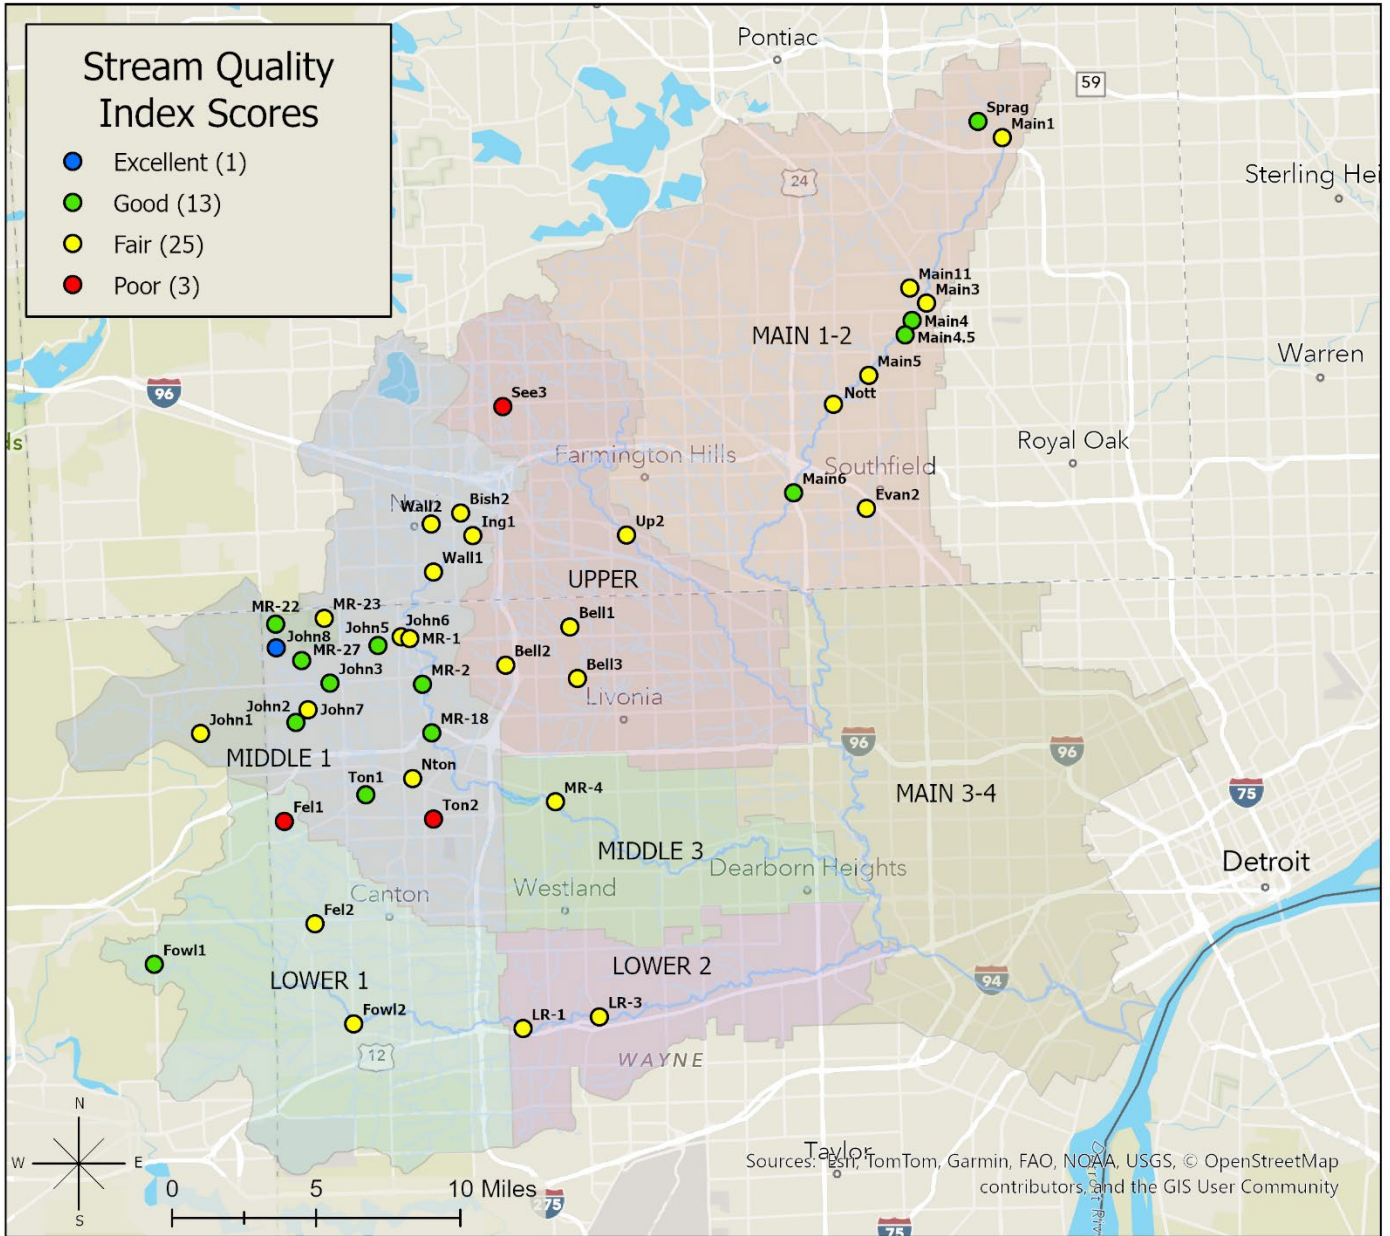 Stream Quality
Index Scores
Excellent (1)
Good (13)
Fair (25)
Poor (3)
Pontiac
59
Sprag
Main1
24
Sterling Hei
Main11
Main3
Main4
MAIN 1-2
Main4.5
Warren
Main5
96
See3
Nott
ds
Royal Oak
Farmington Hills
Southfield
Main6
Evan2
Bish2
Wall2
Ing1
Up2
Wall1
UPPER
MR-22
MR-23
Bell1
John5
John6
John8
MR-1
MR-27
Bell2
John3
MR-2
Bell3
Livonia
John2
John7
John1
MR-18
96
96
MIDDLE 1
Nton
Ton1
MR-4
MAIN 3-4
75
Fel1
Ton2
MIDDLE 3
Detroit
Dearborn Heights
Canton
Westland
Fel2
Fowl1
LOWER 2
LOWER 1
94
LR-3
Fowl2
LR-1
12
WAYNE
N
W
E
S
Taylor
Sources: Esri, TomTom, Garmin, FAO, NOAA, USGS, © OpenStreetMap
contributors, and the GIS User Community
0 5 10 Miles
275
75